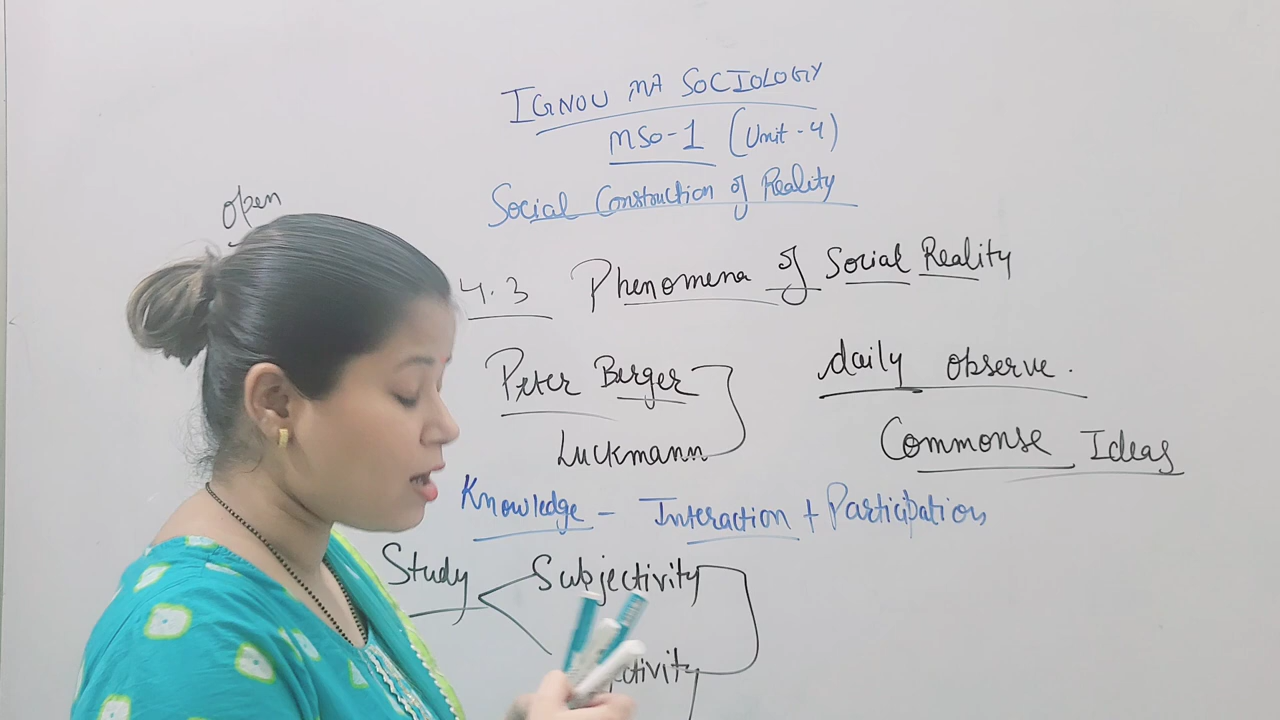 IGNOU MA SOCIOLOGY
MSO-1 (Unit-4)
Social Construction of Reality
open
4.3 Phenomena of Social Reality
Peter Berger
daily observe.
Luckmann
Commonse Ideas
Knowledge - Interaction + Participation
Study
Subjectivity